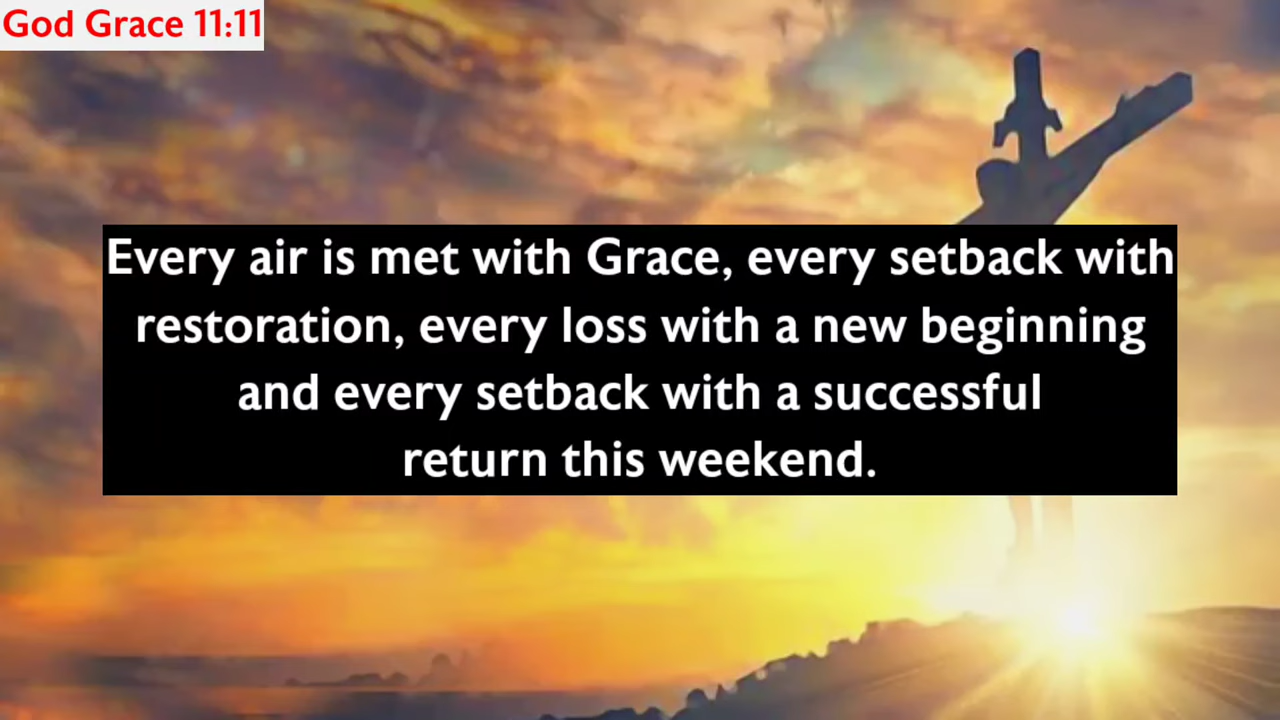 God Grace 11:11
Every air is met with Grace, every setback with
restoration, every loss with a new beginning
and every setback with a successful
return this weekend.